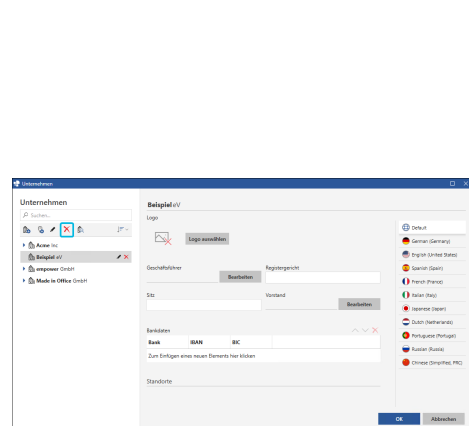 Unternehmen
Unternehmen
Suchen...
Acme Inc
Beispiel eV
empower GmbH
Made in Office GmbH
Beispiel eV
Logo
Logo auswählen
Geschäftsführer
Registergericht
Bearbeiten
Sitz
Vorstand
Bearbeiten
Bankdaten
Bank IBAN BIC
Zum Einfügen eines neuen Elements hier klicken
Standorte
Default
German (Germany)
English (United States)
Spanish (Spain)
French (France)
Italian (Italy)
Japanese (Japan)
Dutch (Netherlands)
Portuguese (Portugal)
Russian (Russia)
Chinese (Simplified, PRC)
OK Abbrechen